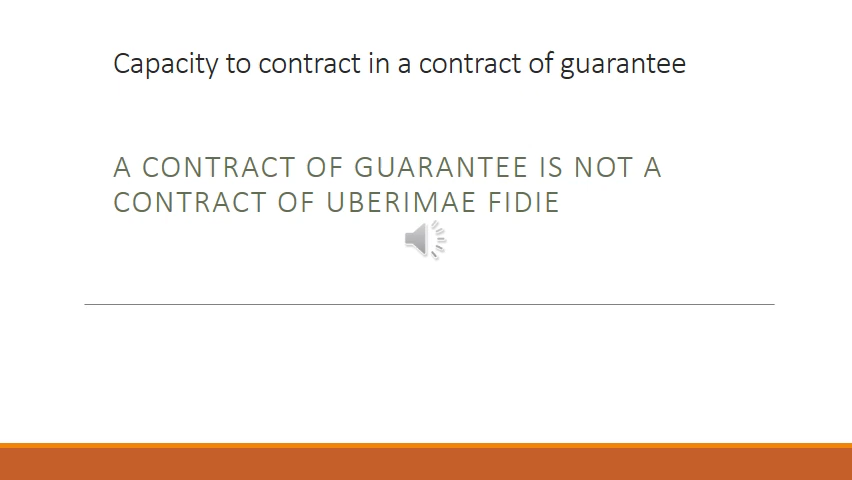 Capacity to contract in a contract of guarantee
A CONTRACT OF GUARANTEE IS NOT A
CONTRACT OF UBERIMAE FIDIE